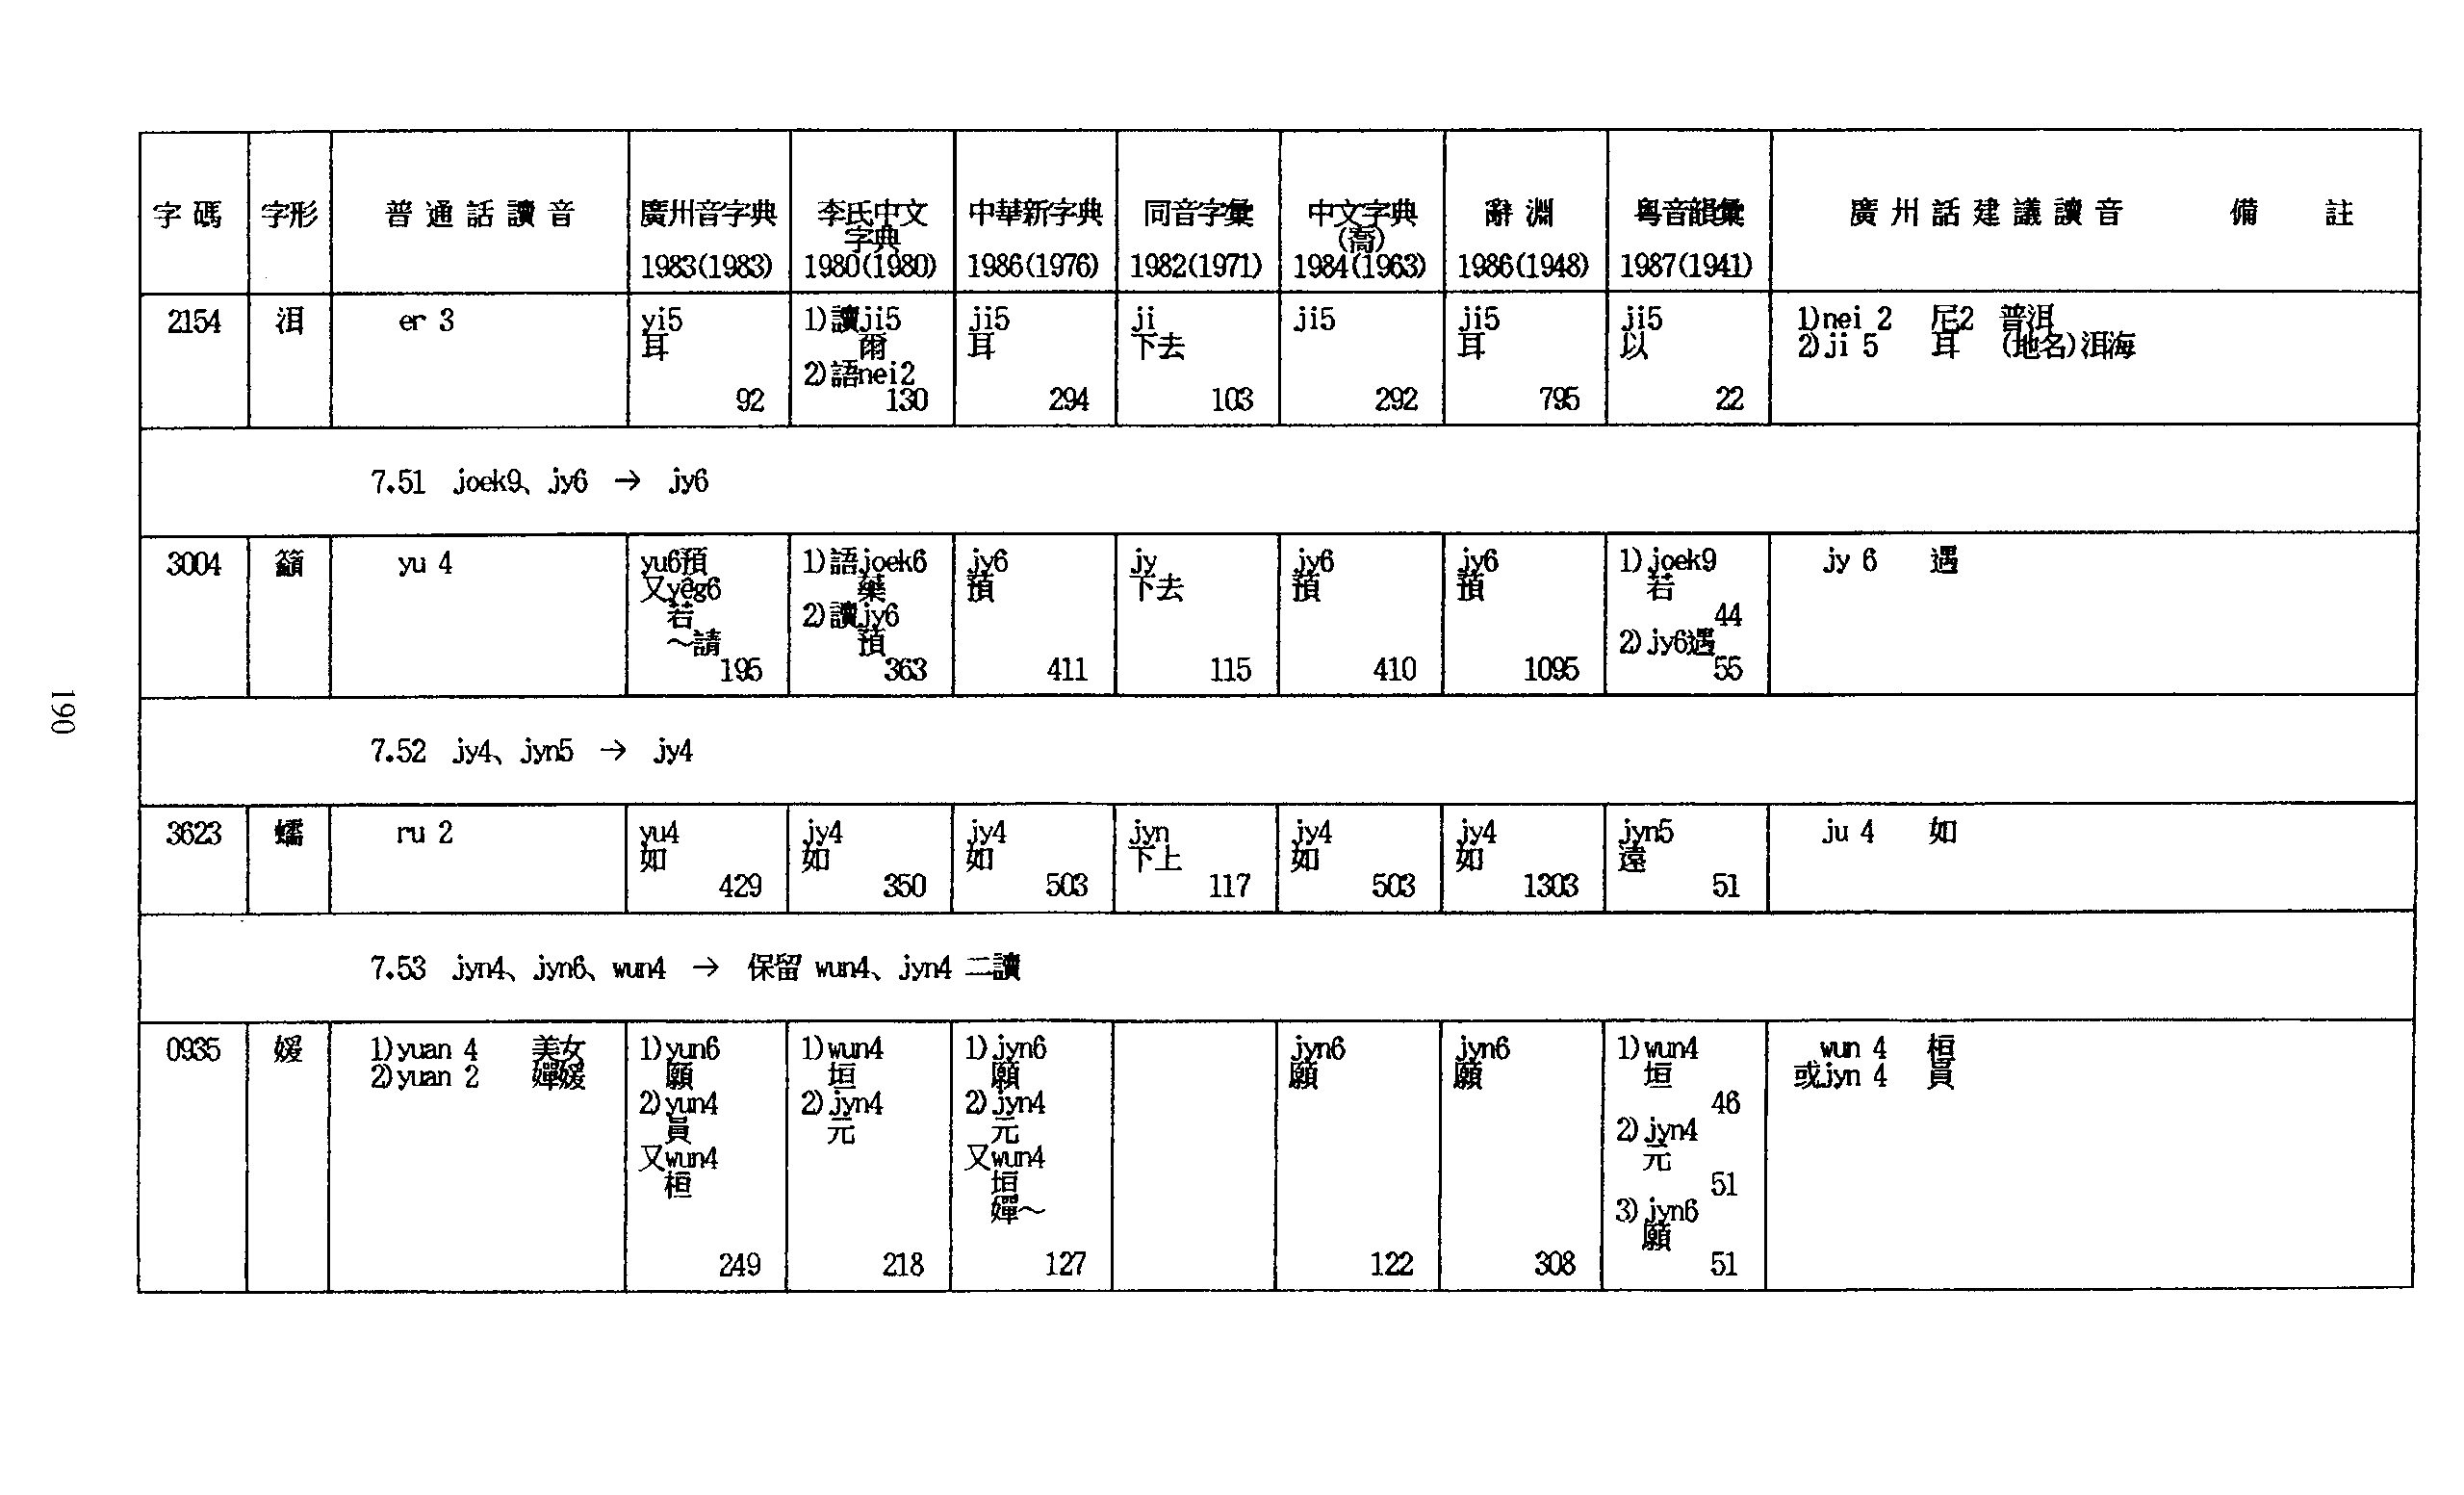 字 碼 字形 普 通 話 讀 音 廣州音字典 李氏中文 中華新字典 同音字彙 中文字典 辭 淵 粵音韻彙 廣 州 話 建 議 讀 音 備 註
字典 (喬)
1983(1983) 1980(1980) 1986(1976) 1982(1971) 1984(1963) 1986(1948) 1987(1941)
2154 洱 er 3 yi5 1)讀ji5 ji5 ji ji5 ji5 ji5 1)nei 2 尼2 普洱
耳 爾 耳 下去 耳 以 2)ji 5 耳 (地名)洱海
2)語nei2
92 130 294 103 292 795 22
7.51 joek9、jy6 → jy6
3004 籲 yu 4 yu6預 1)語joek6 jy6 jy jy6 jy6 1)joek9 jy 6 遇
又yêg6 藥 蕷 下去 蕷 蕷 若
若 2)讀jy6 44
~請 蕷 2)jy6遇
195 363 411 115 410 1095 55
7.52 jy4、jyn5 → jy4
3623 蠕 ru 2 yu4 jy4 jy4 jyn jy4 jy4 jyn5 ju 4 如
如 如 如 下上 如 如 遠
429 350 503 117 503 1303 51
7.53 jyn4、jyn6、wun4 → 保留 wun4、jyn4 二讀
0935 媛 1)yuan 4 美女 1)yun6 1)wun4 1)jyn6 jyn6 jyn6 1)wun4 wun 4 桓
2)yuan 2 嬋媛 願 垣 願 願 願 垣 或jyn 4 員
2)yun4 2)jyn4 2)jyn4 46
員 元 元 2)jyn4
又wun4 又wun4 元
桓 垣 51
嬋~ 3)jyn6
願
249 218 127 122 308 51
190